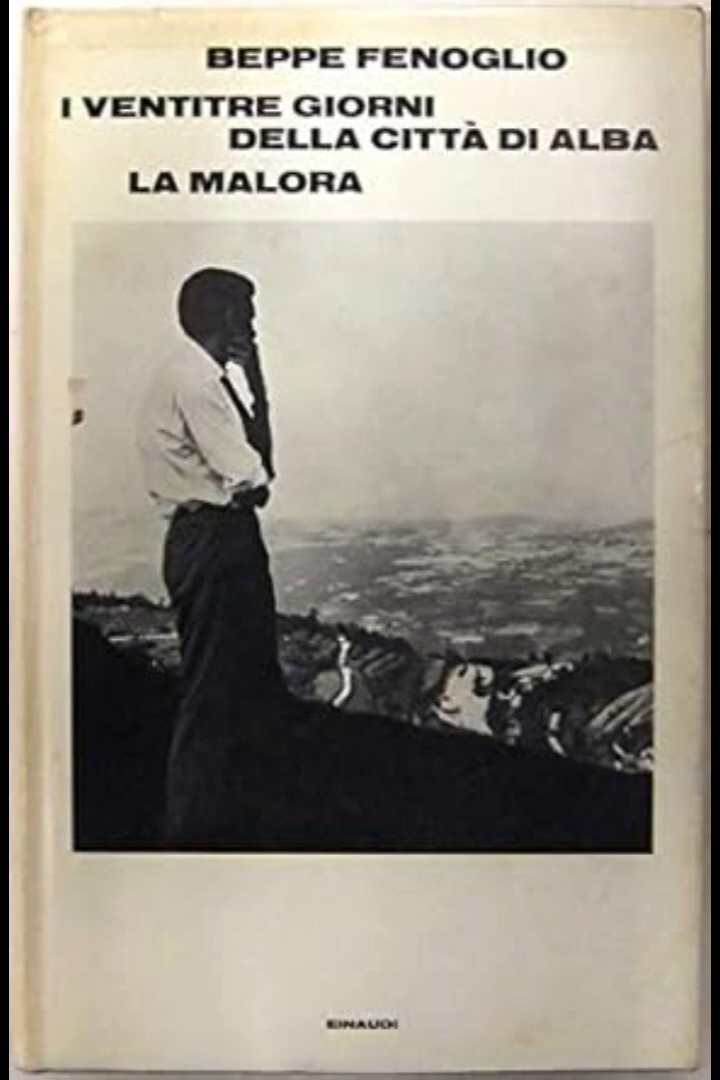 BEPPE FENOGLIO
I VENTITRE GIORNI
DELLA CITTÀ DI ALBA
LA MALORA
EINAUDI